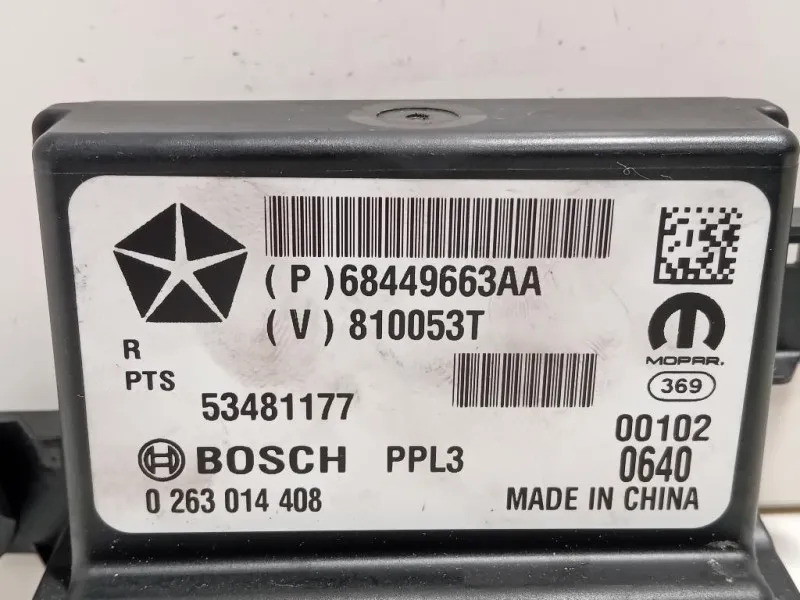 (P)68449663AA
(V)810053T
R
PTS
53481177
MOPAR.
369
00102
BOSCH PPL3
0640
0 263 014 408
MADE IN CHINA